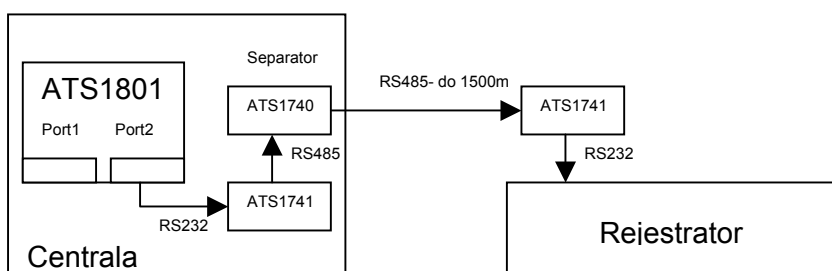 Separator
ATS1801
Port1 Port2
ATS1740
RS485- do 1500m
ATS1741
RS485
RS232
ATS1741
RS232
Centrala
Rejestrator